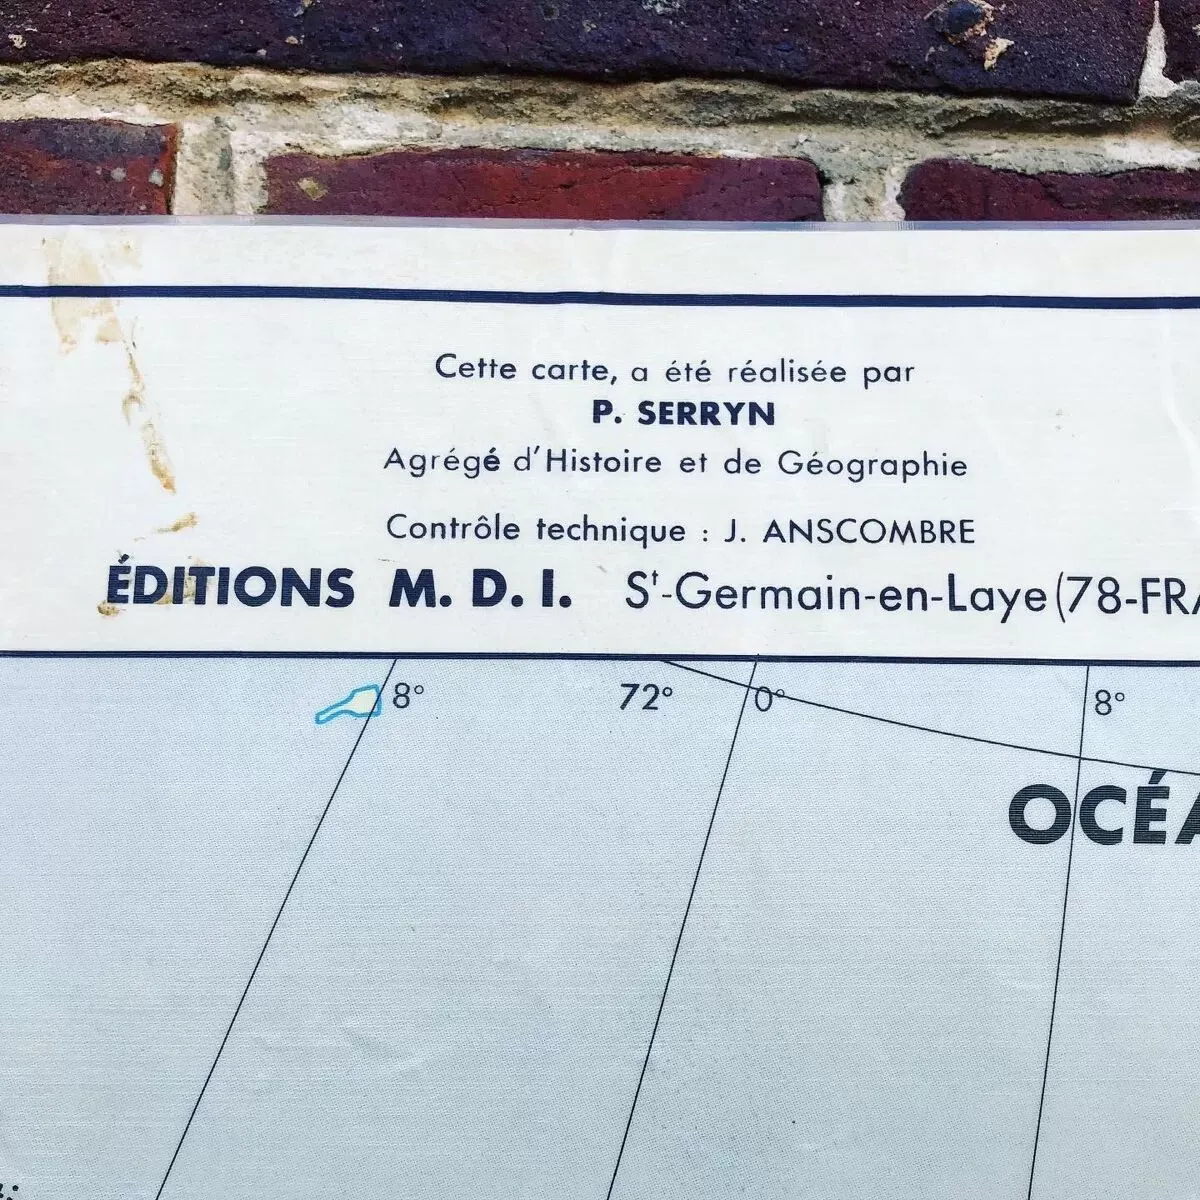 Cette carte, a été réalisée par
P. SERRYN
Agrégé d'Histoire et de Géographie
Contrôle technique : J. ANSCOMBRE
ÉDITIONS M. D. I. St-Germain-en-Laye (78-FRA
8° 72° 0° 8°
OCÉA